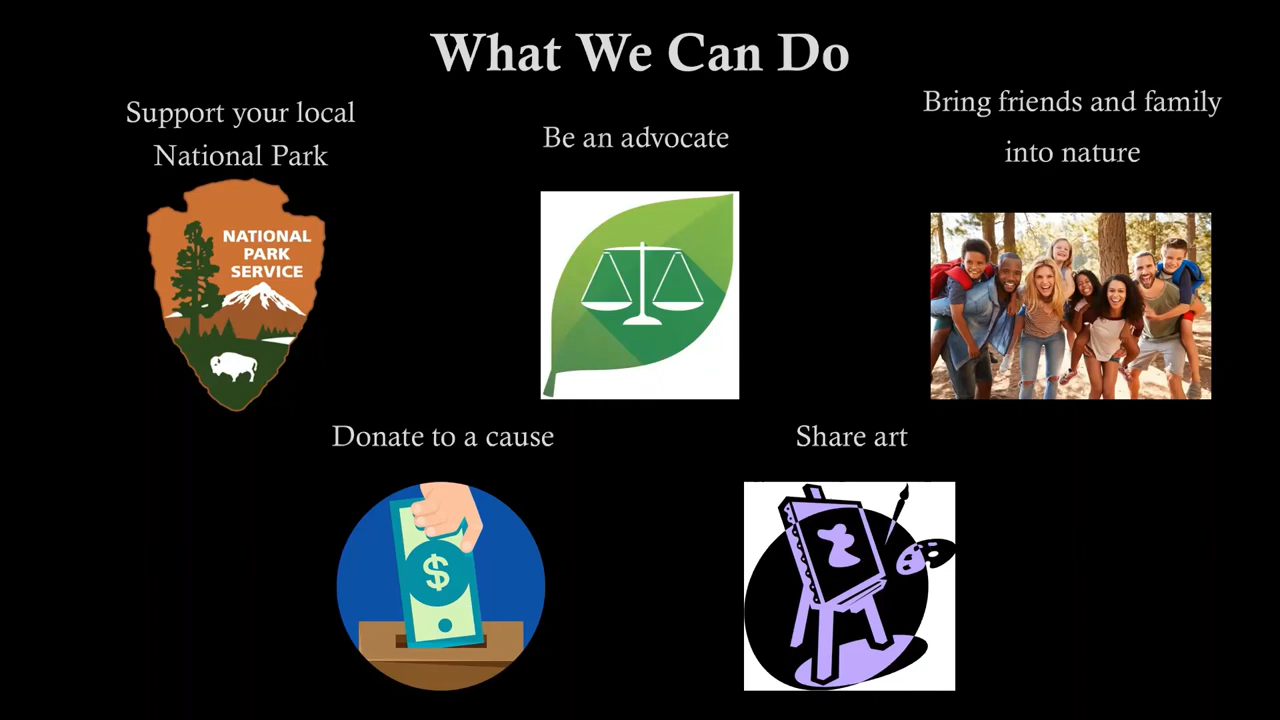 What We Can Do
Support your local
National Park
Be an advocate
Bring friends and family
into nature
NATIONAL
PARK
SERVICE
Donate to a cause
Share art
$